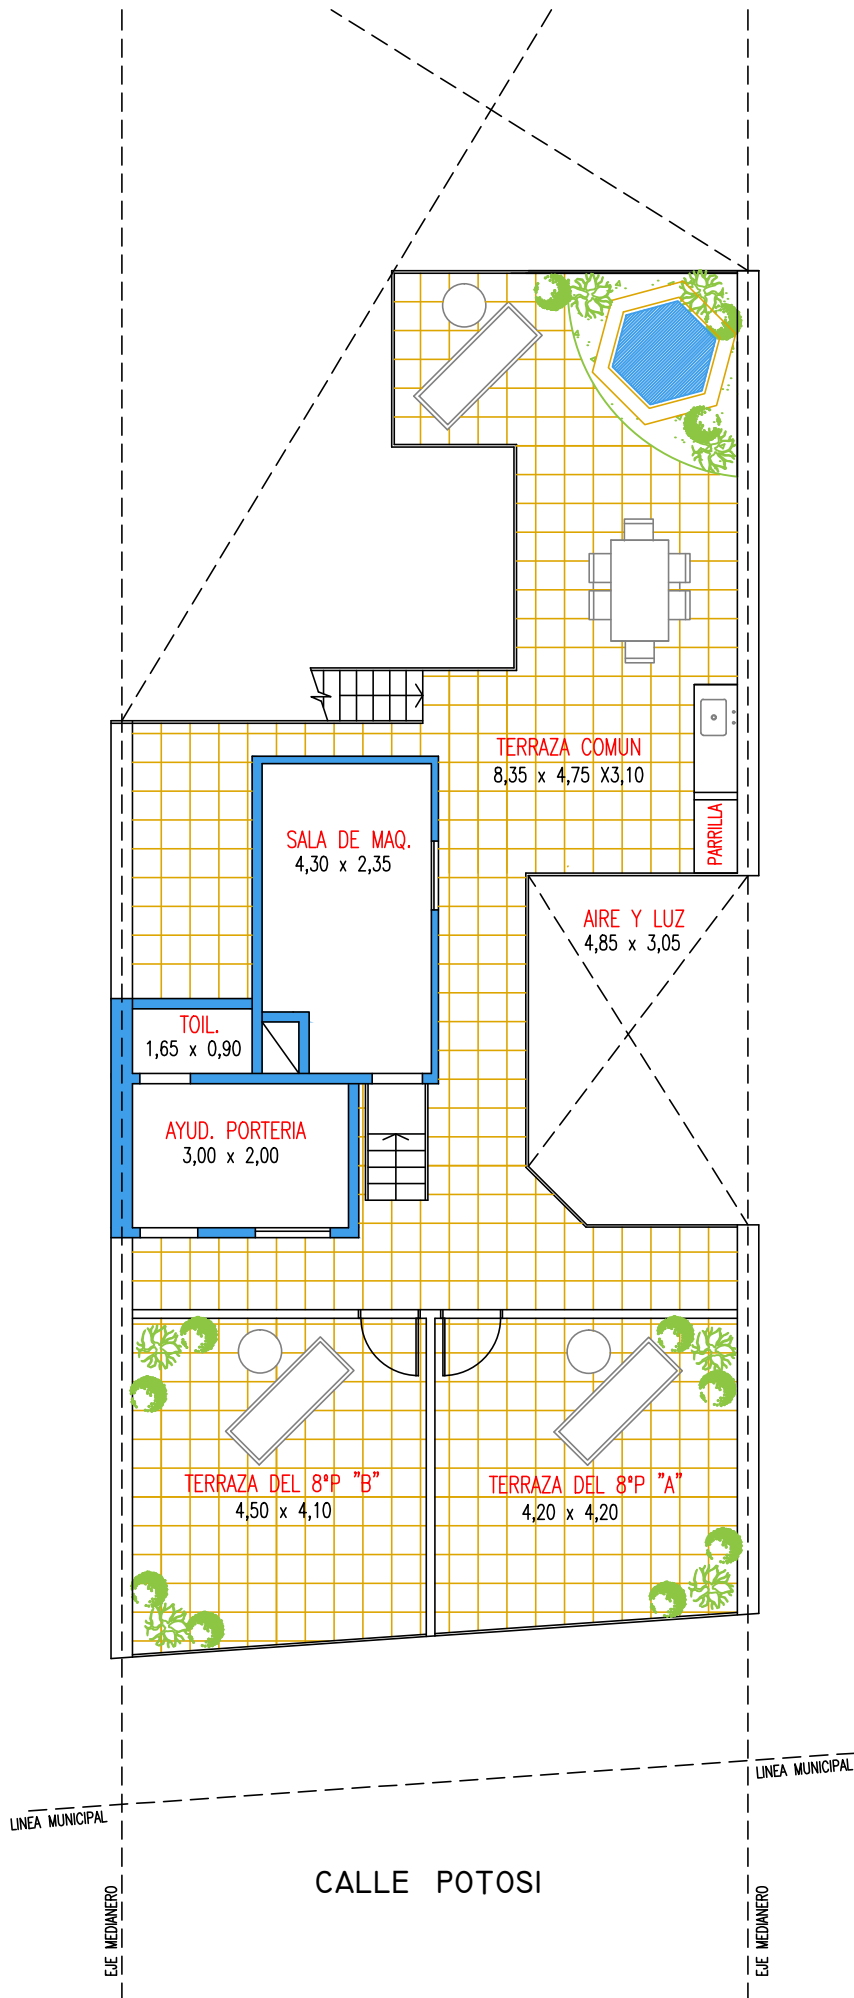 TERRAZA COMUN
8,35 x 4,75 X3,10
PARRILLA
SALA DE MAQ.
4,30 x 2,35
AIRE Y LUZ
4,85 x 3,05
TOIL.
1,65 x 0,90
AYUD. PORTERIA
3,00 x 2,00
TERRAZA DEL 8ºP "B"
4,50 x 4,10
TERRAZA DEL 8ºP "A"
4,20 x 4,20
LINEA MUNICIPAL
LINEA MUNICIPAL
CALLE POTOSI
EJE MEDIANERO
EJE MEDIANERO